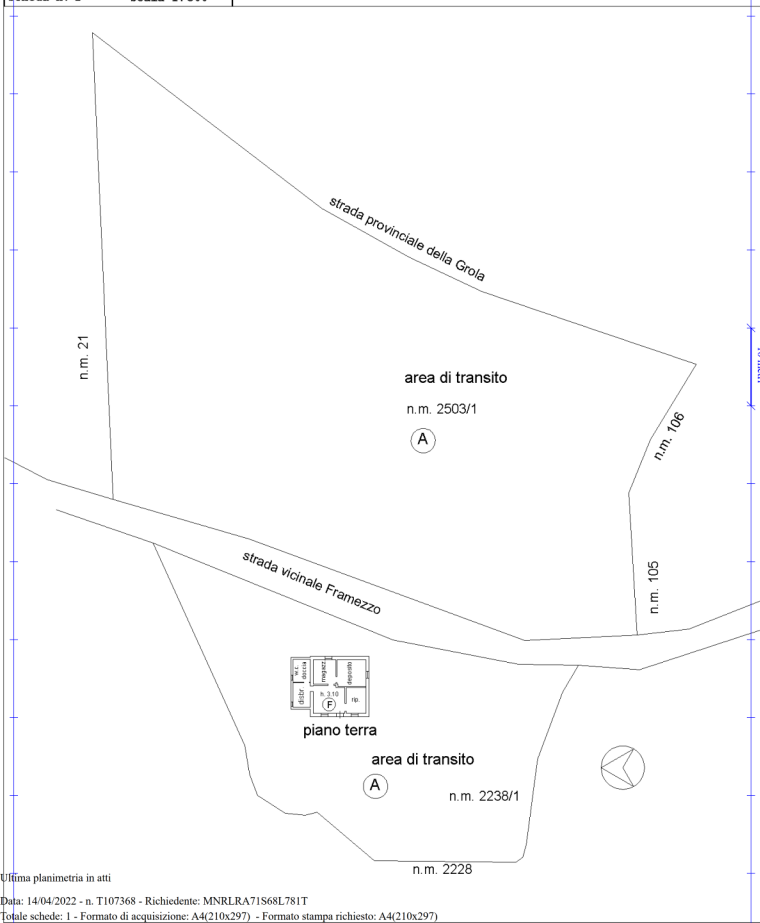 strada provinciale della Grola
n.m. 21
area di transito
n.m. 2503/1
A
n.m. 106
n.m. 105
strada vicinale Framezzo
w.c.
doccia
magazz.
deposito
disbr.
h. 3.10
F
rip.
piano terra
area di transito
A
n.m. 2238/1
n.m. 2228
Ultima planimetria in atti
Data: 14/04/2022 - n. T107368 - Richiedente: MNRLRA71S68L781T
Totale schede: 1 - Formato di acquisizione: A4(210x297) - Formato stampa richiesto: A4(210x297)